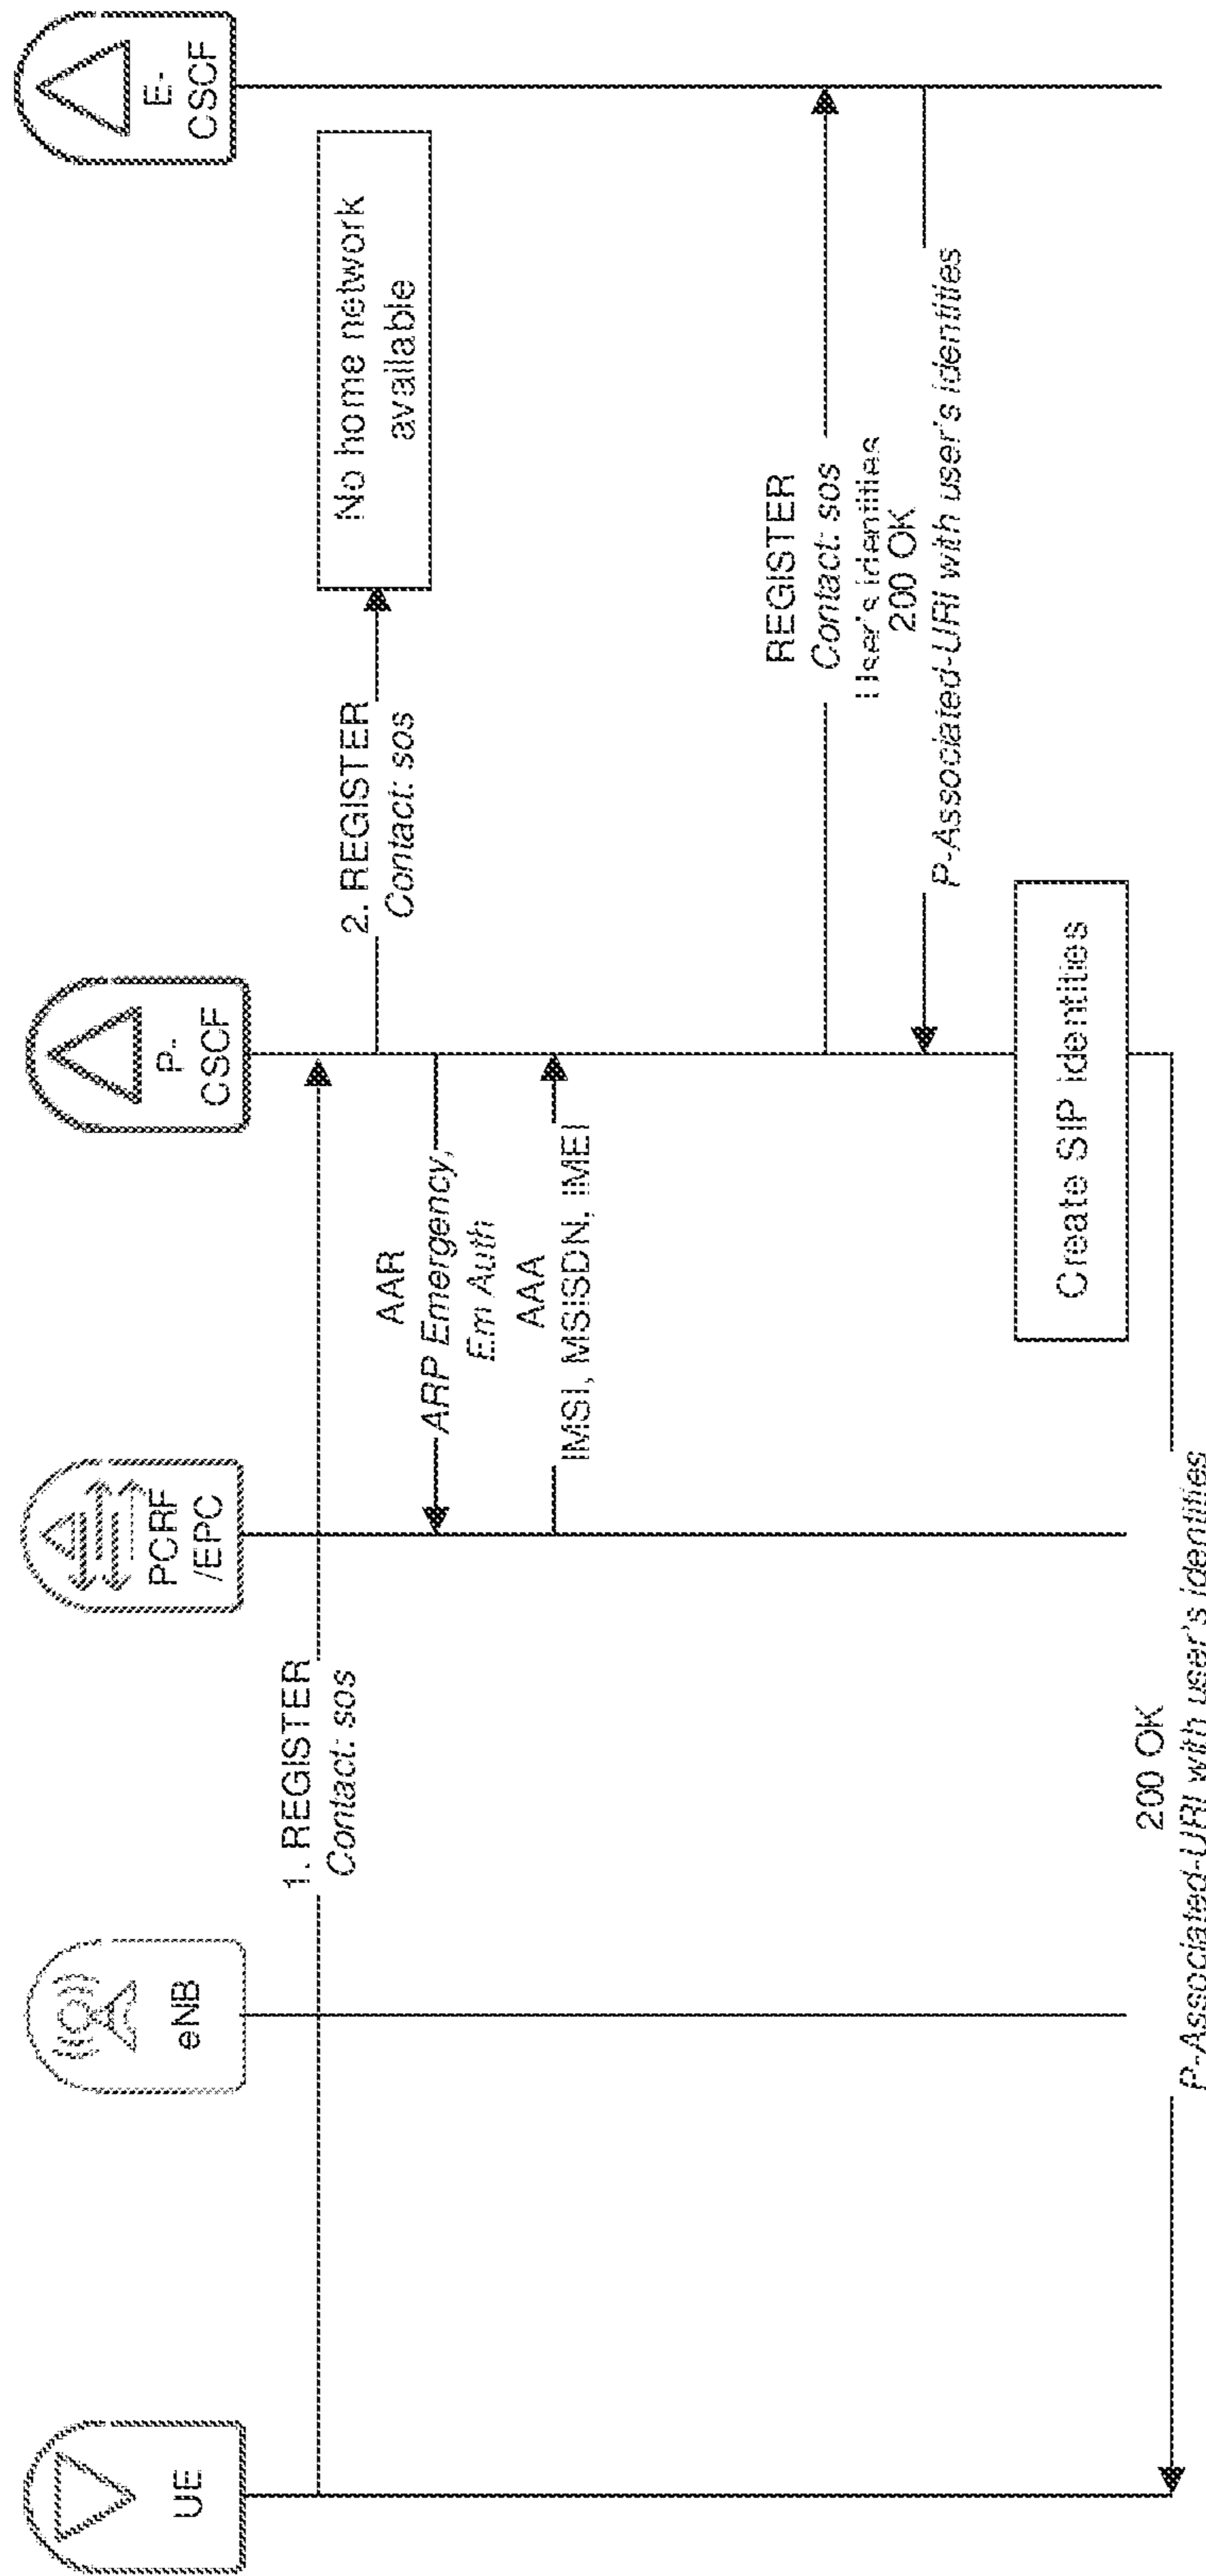 UE
eNB
PCRF
/EPC
P-
CSCF
E-
CSCF
1. REGISTER
Contact: sos
2. REGISTER
Contact: sos
No home network
available
AAR
ARP Emergency,
Em Auth
AAA
IMSI, MSISDN, IMEI
REGISTER
Contact: sos
User's identities
200 OK
P-Associated-URI with user's identities
Create SIP identities
200 OK
P-Associated-URI with user's identities